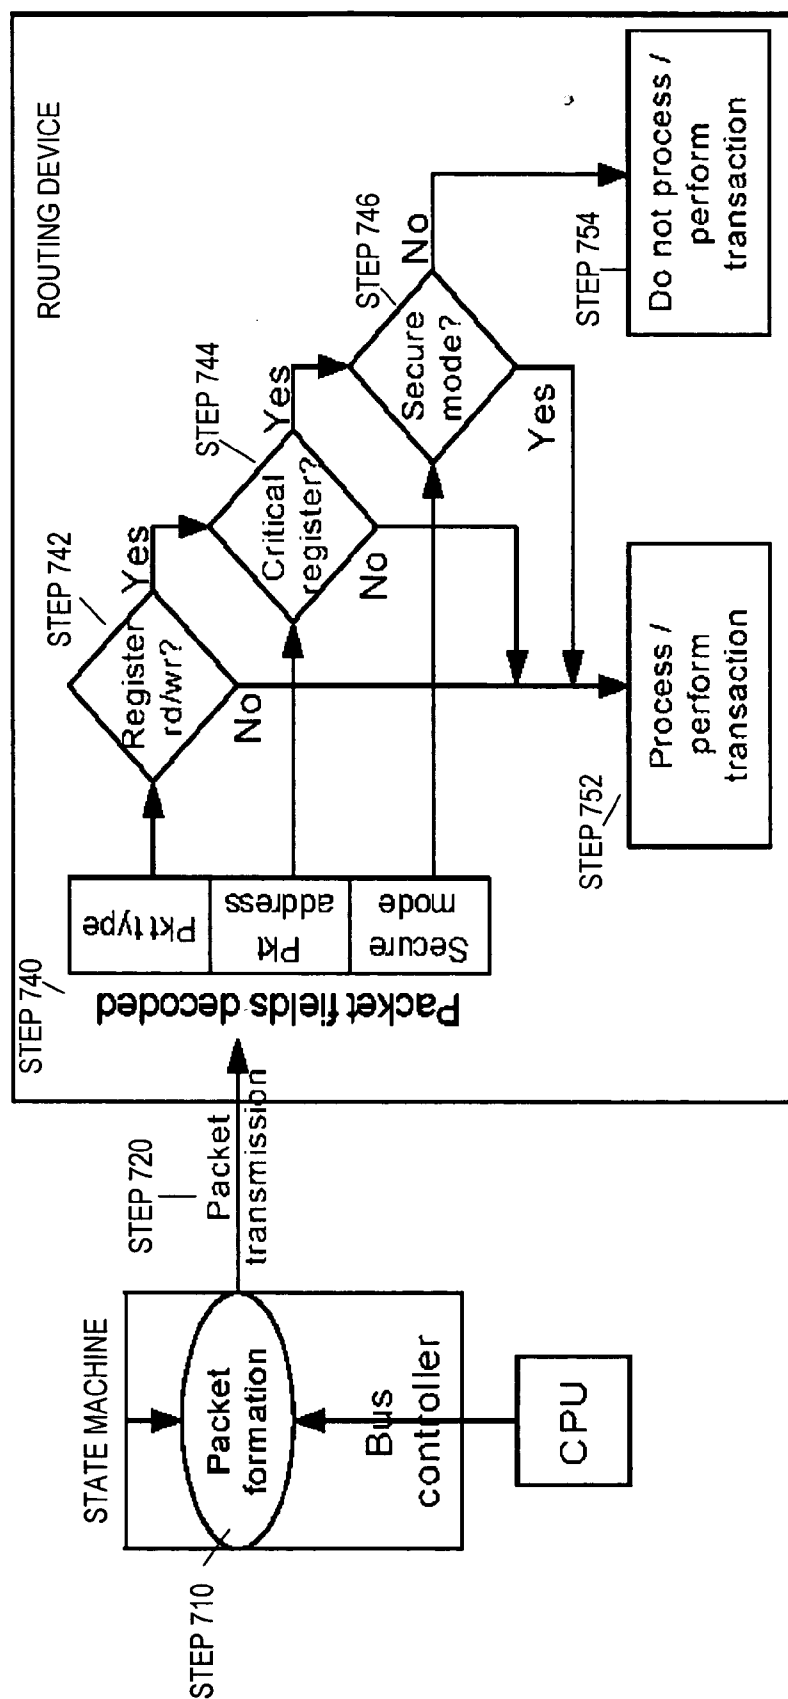 STATE MACHINE
STEP 710
Packet
formation
Bus
controller
CPU
STEP 720
Packet
transmission
ROUTING DEVICE
STEP 740
Packet fields decoded
Pkt type
Pkt
address
Secure
mode
STEP 742
Register
rd/wr?
Yes
No
STEP 744
Critical
register?
Yes
No
STEP 746
Secure
mode?
No
Yes
STEP 752
Process /
perform
transaction
STEP 754
Do not process /
perform
transaction